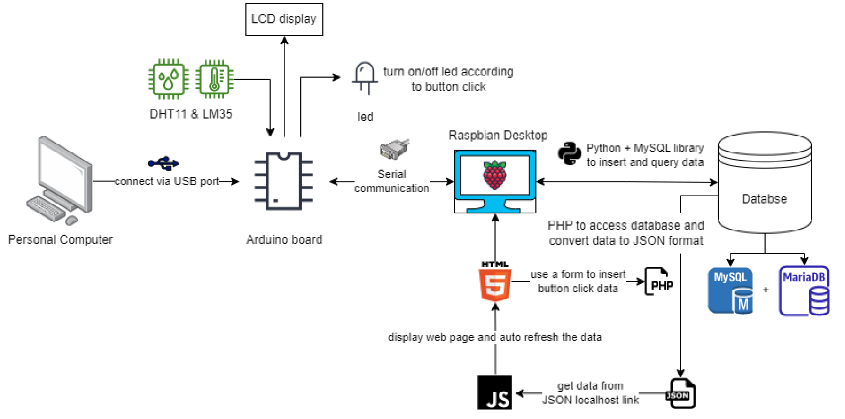 LCD display
turn on/off led according
to button click
DHT11 & LM35
led
Raspbian Desktop
Python + MySQL library
to insert and query data
Serial
communication
connect via USB port
Databse
Personal Computer
Arduino board
PHP to access database and
convert data to JSON format
HTML
5
use a form to insert
button click data
PHP
MySQL
M
+
MariaDB
display web page and auto refresh the data
JS
get data from
JSON localhost link
JSON